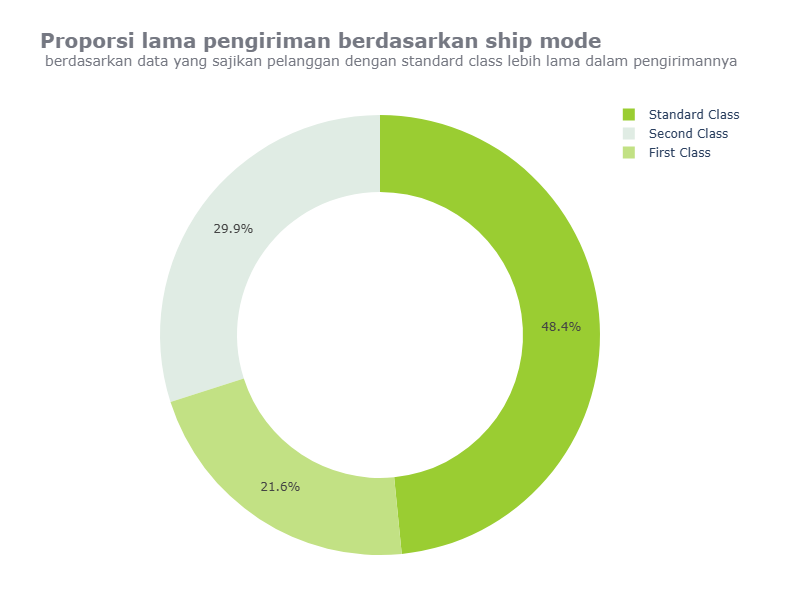 Proporsi lama pengiriman berdasarkan ship mode
berdasarkan data yang sajikan pelanggan dengan standard class lebih lama dalam pengirimannya
Standard Class
Second Class
First Class
29.9%
48.4%
21.6%